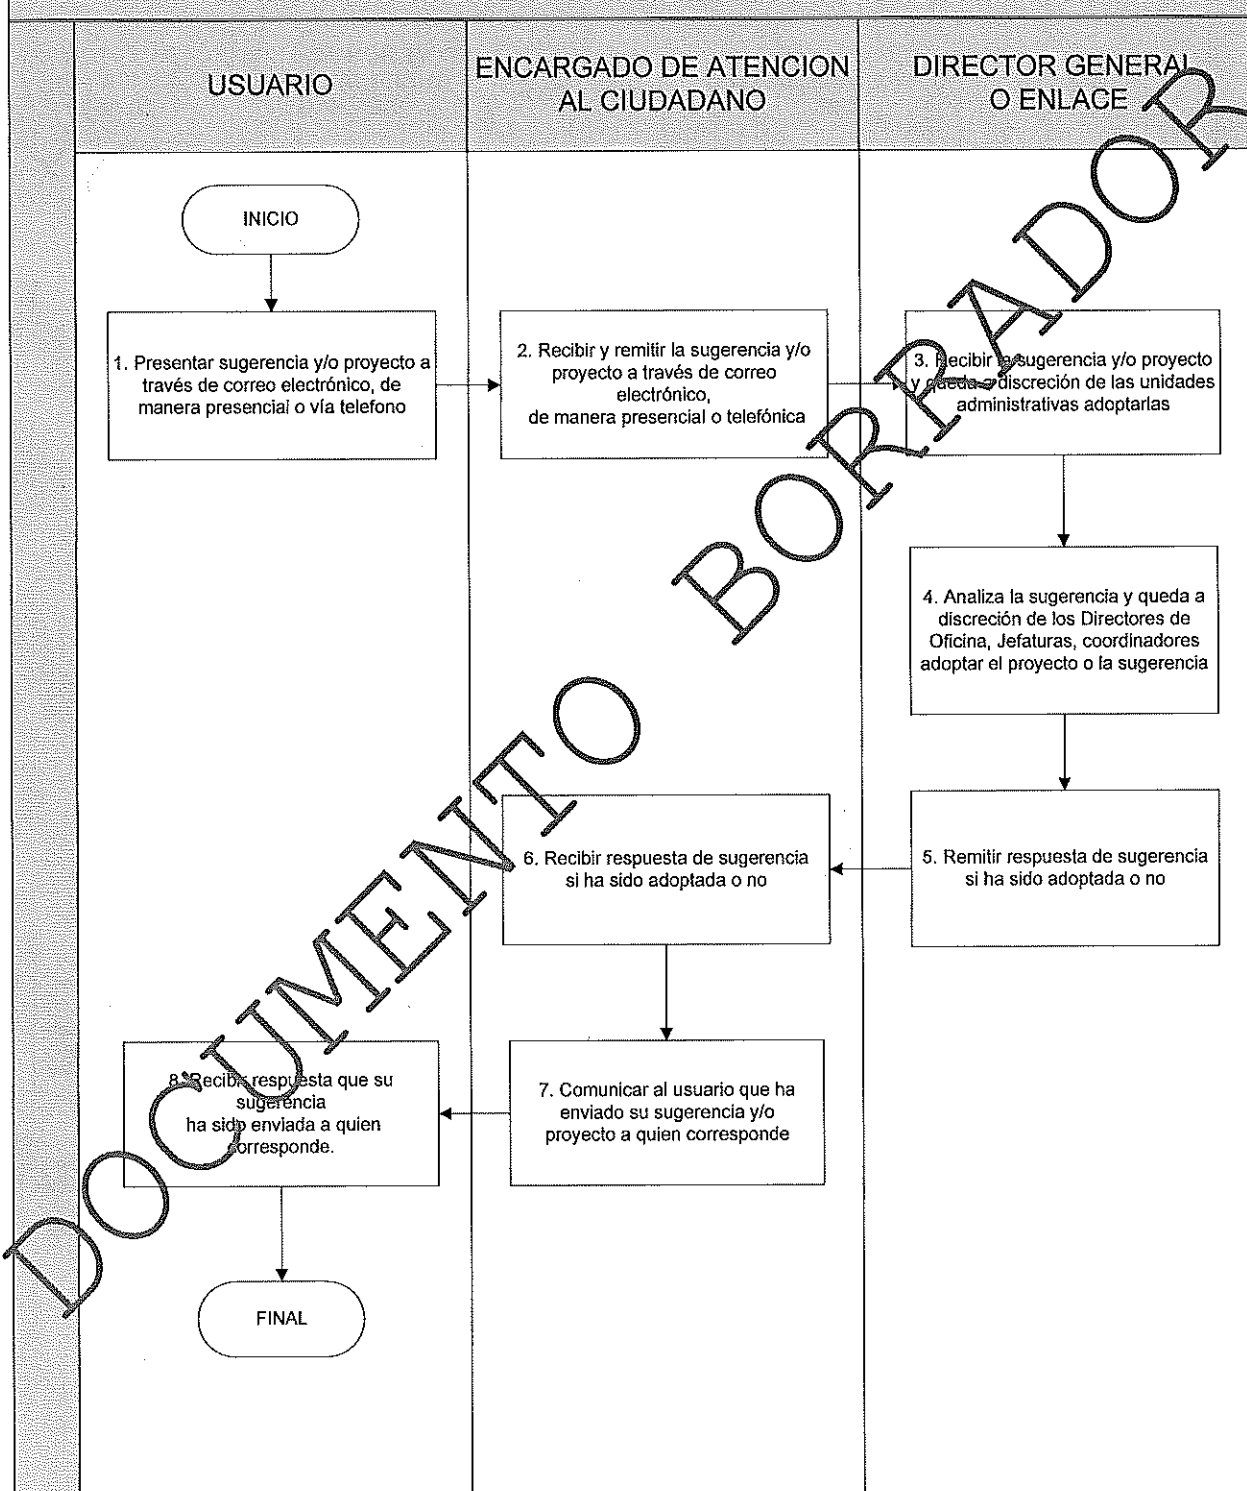 USUARIO
ENCARGADO DE ATENCION
AL CIUDADANO
DIRECTOR GENERAL
O ENLACE
INICIO
1. Presentar sugerencia y/o proyecto a
través de correo electrónico, de
manera presencial o vía telefono
2. Recibir y remitir la sugerencia y/o
proyecto a través de correo
electrónico,
de manera presencial o telefónica
3. Recibir la sugerencia y/o proyecto
y queda a discreción de las unidades
administrativas adoptarlas
4. Analiza la sugerencia y queda a
discreción de los Directores de
Oficina, Jefaturas, coordinadores
adoptar el proyecto o la sugerencia
6. Recibir respuesta de sugerencia
si ha sido adoptada o no
5. Remitir respuesta de sugerencia
si ha sido adoptada o no
8. Recibir respuesta que su
sugerencia
ha sido enviada a quien
corresponde.
7. Comunicar al usuario que ha
enviado su sugerencia y/o
proyecto a quien corresponde
FINAL
DOCUMENTO BORRADOR